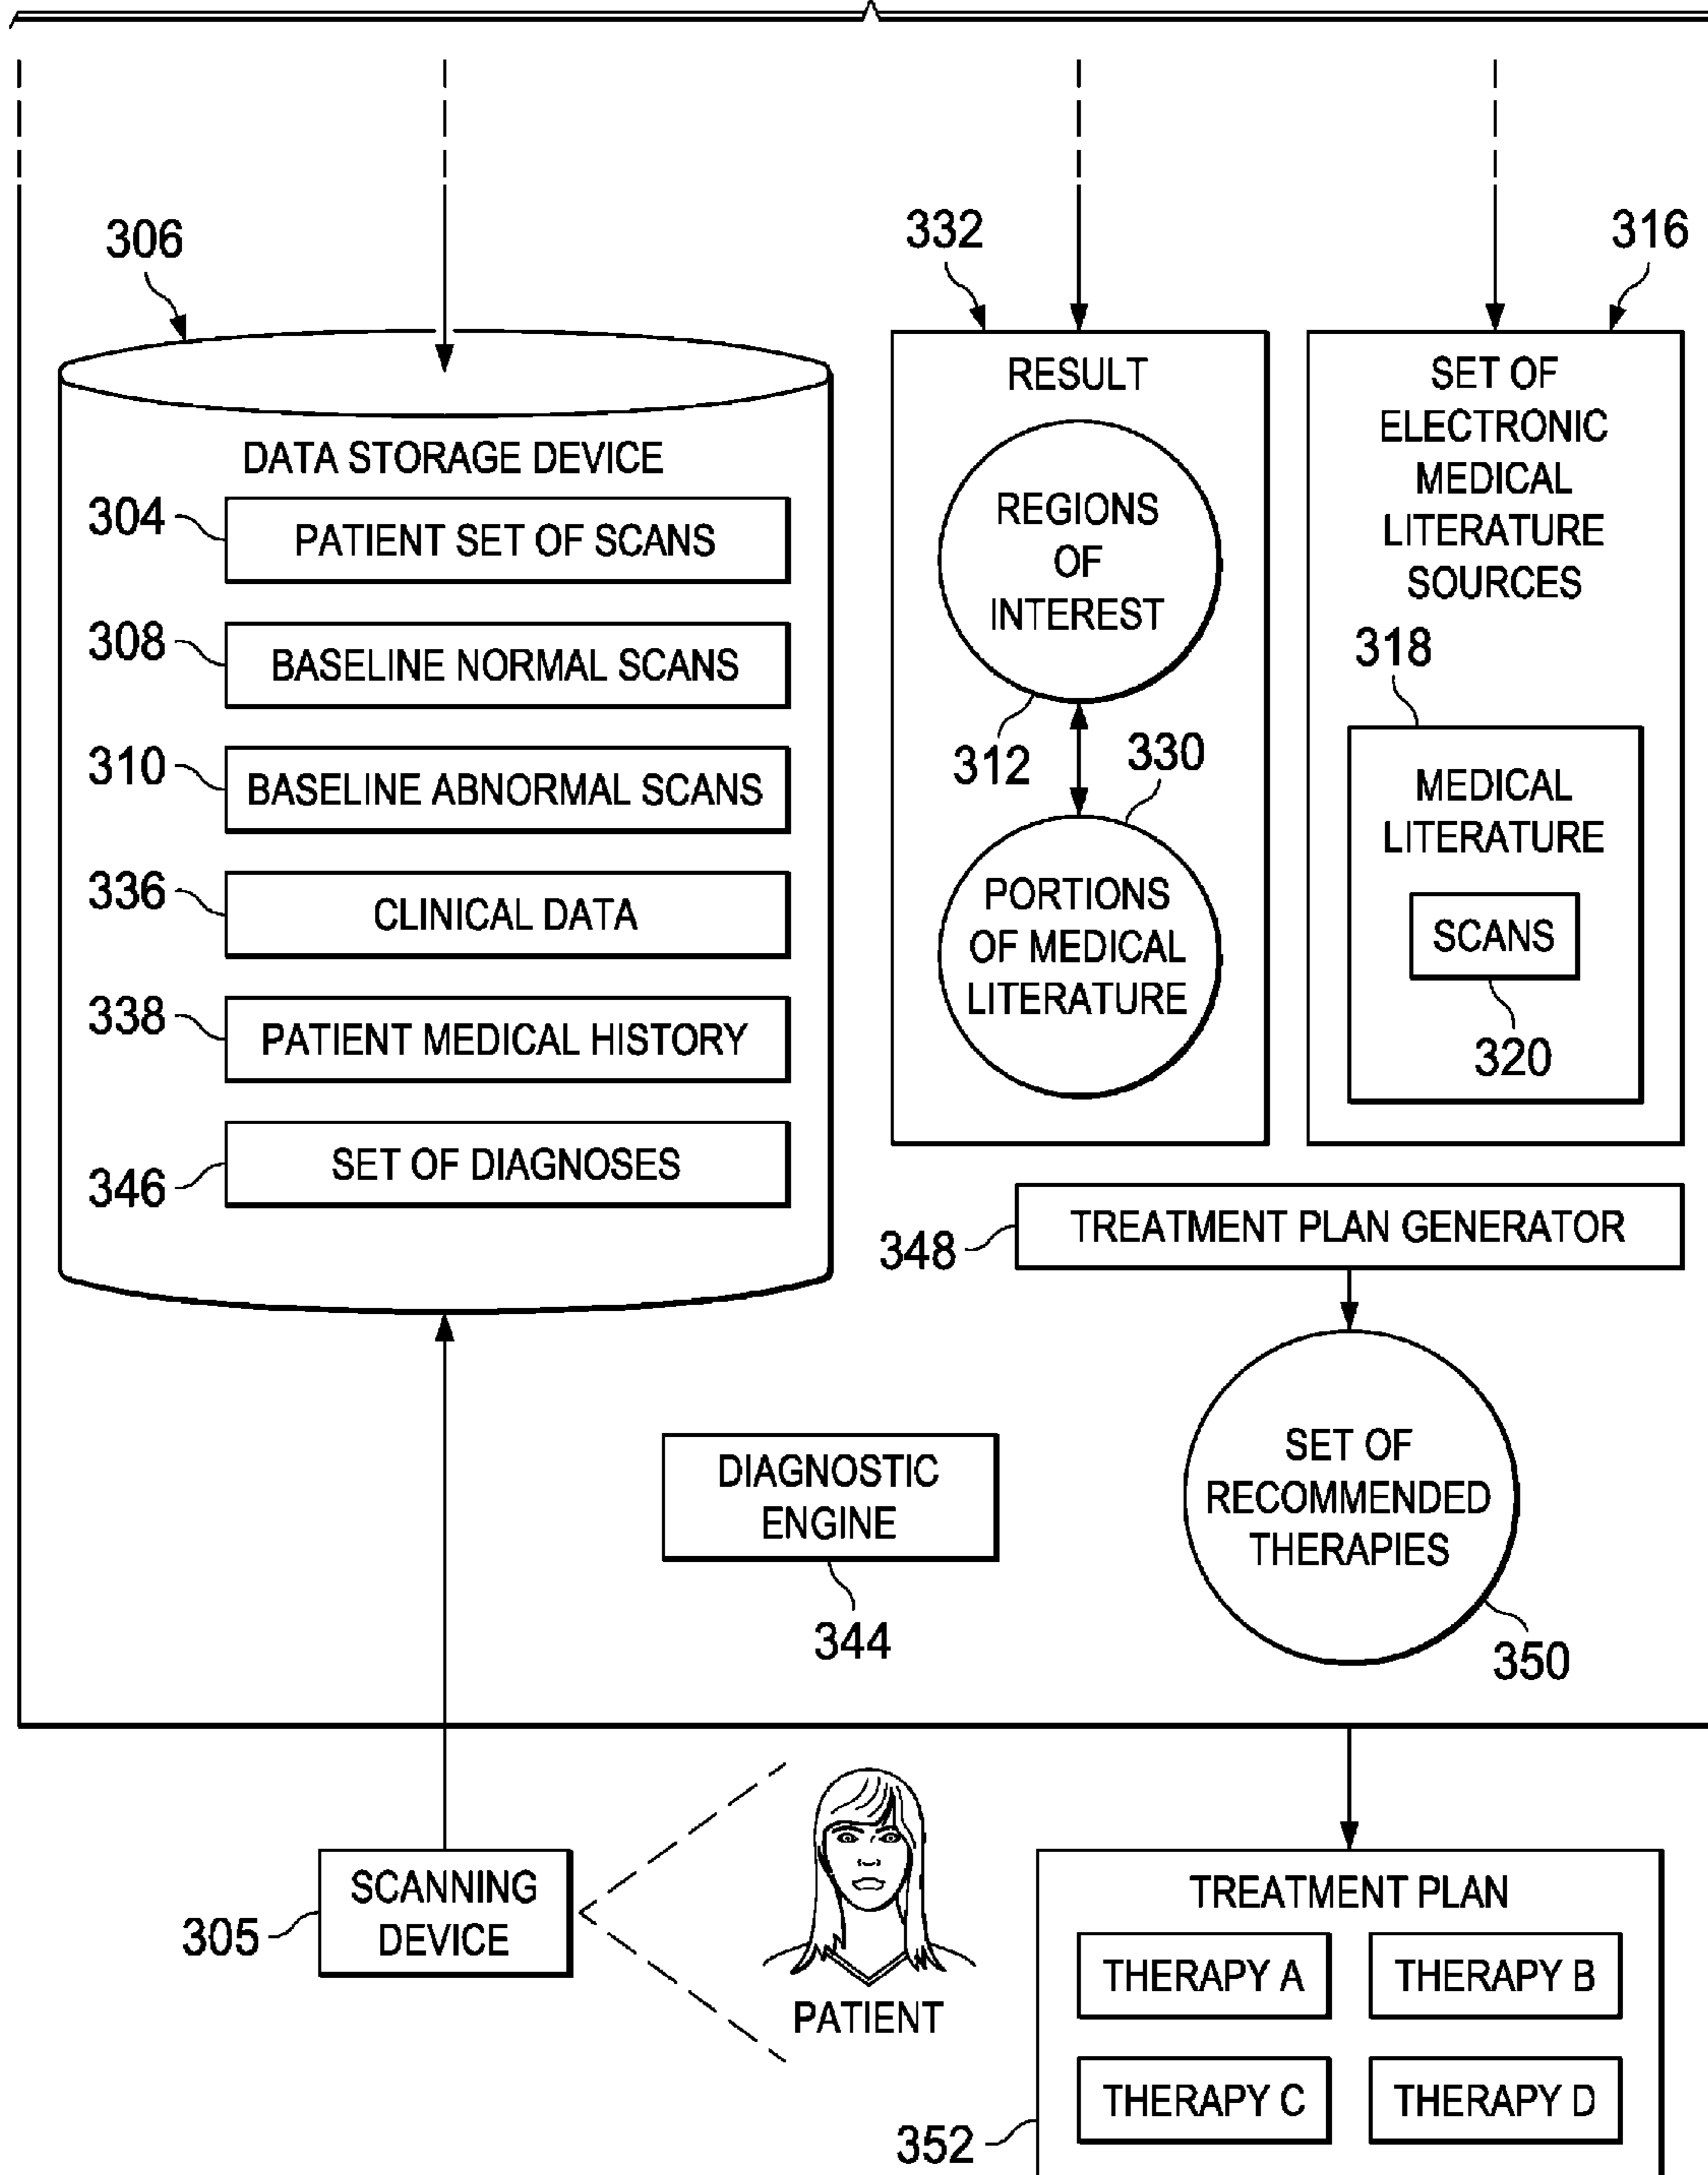 306
332
316
DATA STORAGE DEVICE
304
PATIENT SET OF SCANS
308
BASELINE NORMAL SCANS
310
BASELINE ABNORMAL SCANS
336
CLINICAL DATA
338
PATIENT MEDICAL HISTORY
346
SET OF DIAGNOSES
RESULT
REGIONS
OF
INTEREST
312
330
PORTIONS
OF MEDICAL
LITERATURE
SET OF
ELECTRONIC
MEDICAL
LITERATURE
SOURCES
318
MEDICAL
LITERATURE
SCANS
320
348
TREATMENT PLAN GENERATOR
SET OF
RECOMMENDED
THERAPIES
350
DIAGNOSTIC
ENGINE
344
305
SCANNING
DEVICE
PATIENT
TREATMENT PLAN
THERAPY A
THERAPY B
THERAPY C
THERAPY D
352